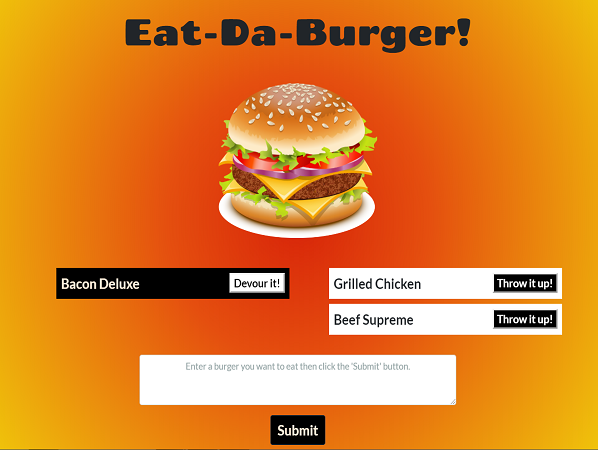 Eat-Da-Burger!
Bacon Deluxe
Devour it!
Grilled Chicken
Throw it up!
Beef Supreme
Throw it up!
Enter a burger you want to eat then click the 'Submit' button.
Submit